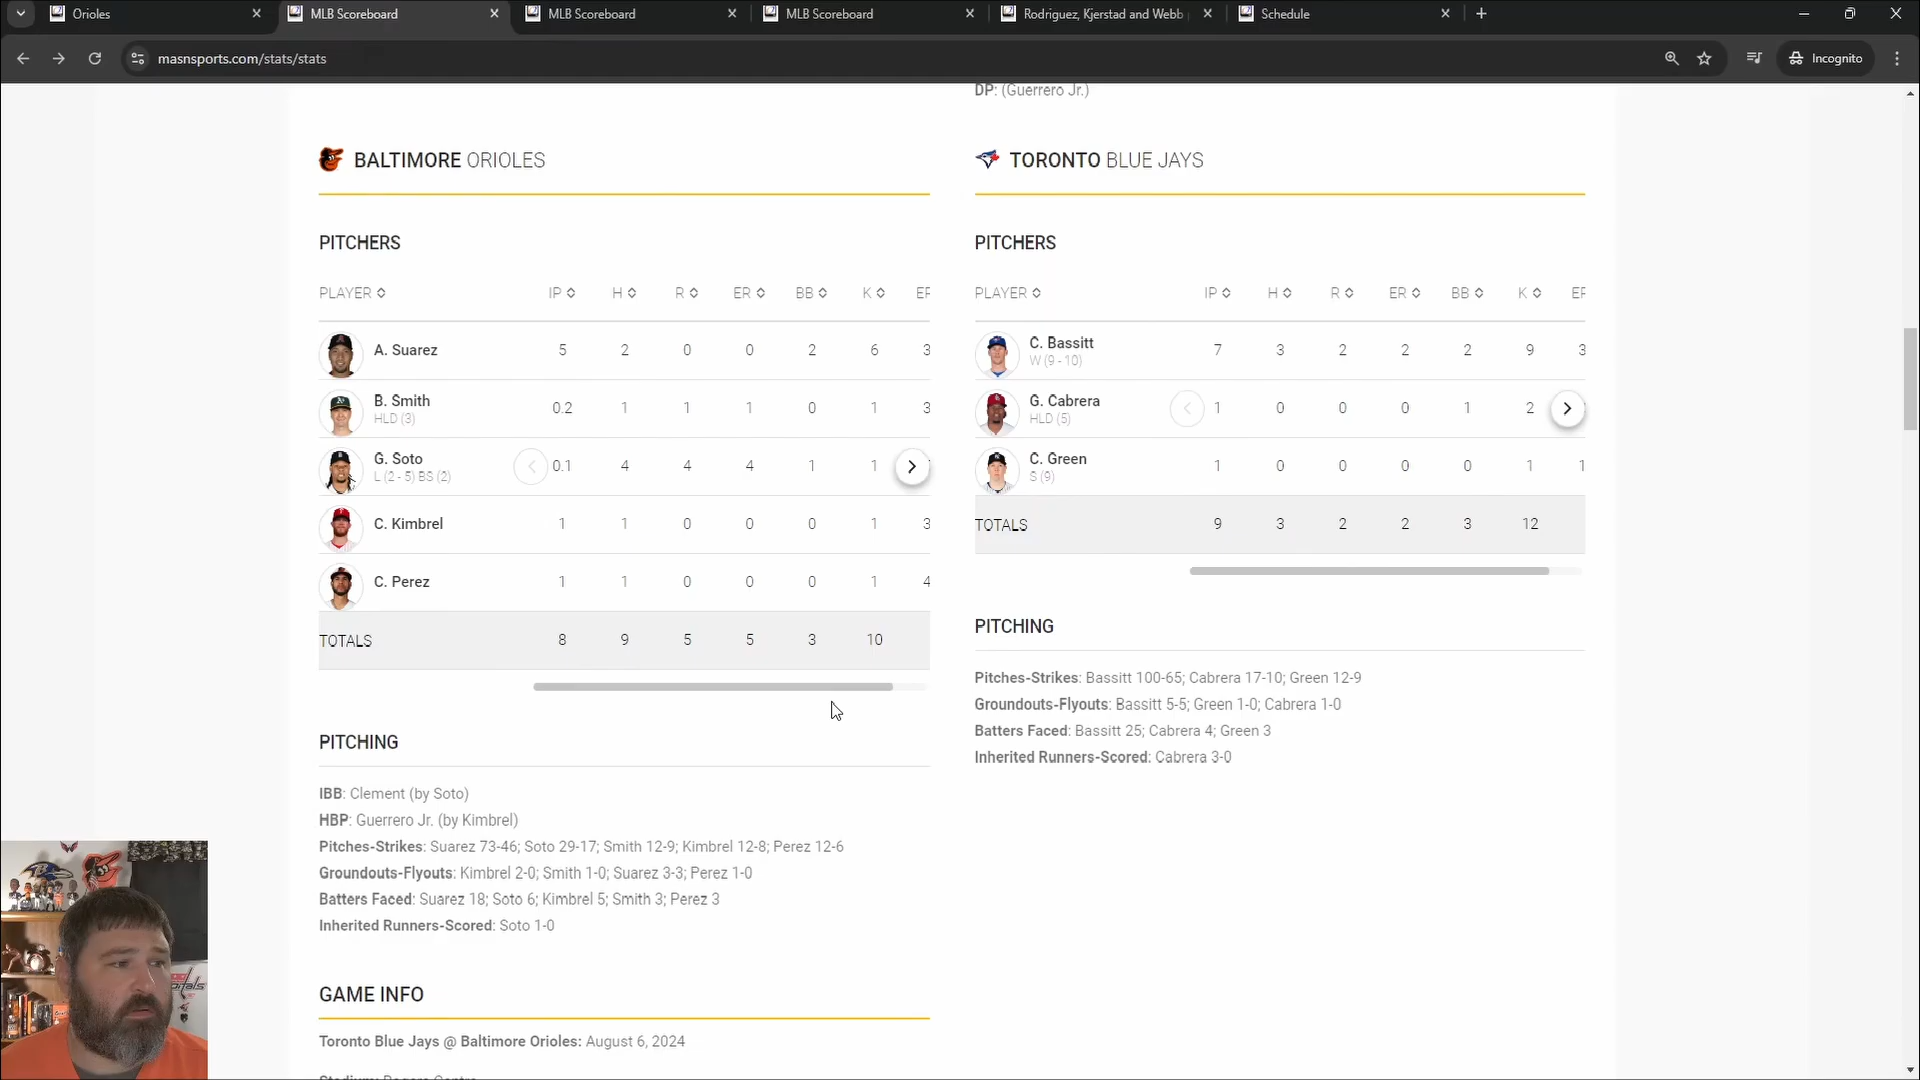 Orioles
MLB Scoreboard
MLB Scoreboard
MLB Scoreboard
Rodriguez, Kjerstad and Webb
Schedule
masnsports.com/stats/stats
Incognito
DP: (Guerrero Jr.)
BALTIMORE ORIOLES
PITCHERS
PLAYER IP H R ER BB K
A. Suarez 5 2 0 0 2 6 3
B. Smith 0.2 1 1 1 0 1 3
HLD (3)
G. Soto 0.1 4 4 4 1 1
L (2 - 5) BS (2)
C. Kimbrel 1 1 0 0 0 1 3
C. Perez 1 1 0 0 0 1 4
TOTALS 8 9 5 5 3 10
PITCHING
IBB: Clement (by Soto)
HBP: Guerrero Jr. (by Kimbrel)
Pitches-Strikes: Suarez 73-46; Soto 29-17; Smith 12-9; Kimbrel 12-8; Perez 12-6
Groundouts-Flyouts: Kimbrel 2-0; Smith 1-0; Suarez 3-3; Perez 1-0
Batters Faced: Suarez 18; Soto 6; Kimbrel 5; Smith 3; Perez 3
Inherited Runners-Scored: Soto 1-0
GAME INFO
Toronto Blue Jays @ Baltimore Orioles: August 6, 2024
TORONTO BLUE JAYS
PITCHERS
PLAYER IP H R ER BB K
C. Bassitt 7 3 2 2 2 9 3
W (9 - 10)
G. Cabrera 1 0 0 0 1 2
HLD (5)
C. Green 1 0 0 0 0 1 1
S (9)
TOTALS 9 3 2 2 3 12
PITCHING
Pitches-Strikes: Bassitt 100-65; Cabrera 17-10; Green 12-9
Groundouts-Flyouts: Bassitt 5-5; Green 1-0; Cabrera 1-0
Batters Faced: Bassitt 25; Cabrera 4; Green 3
Inherited Runners-Scored: Cabrera 3-0